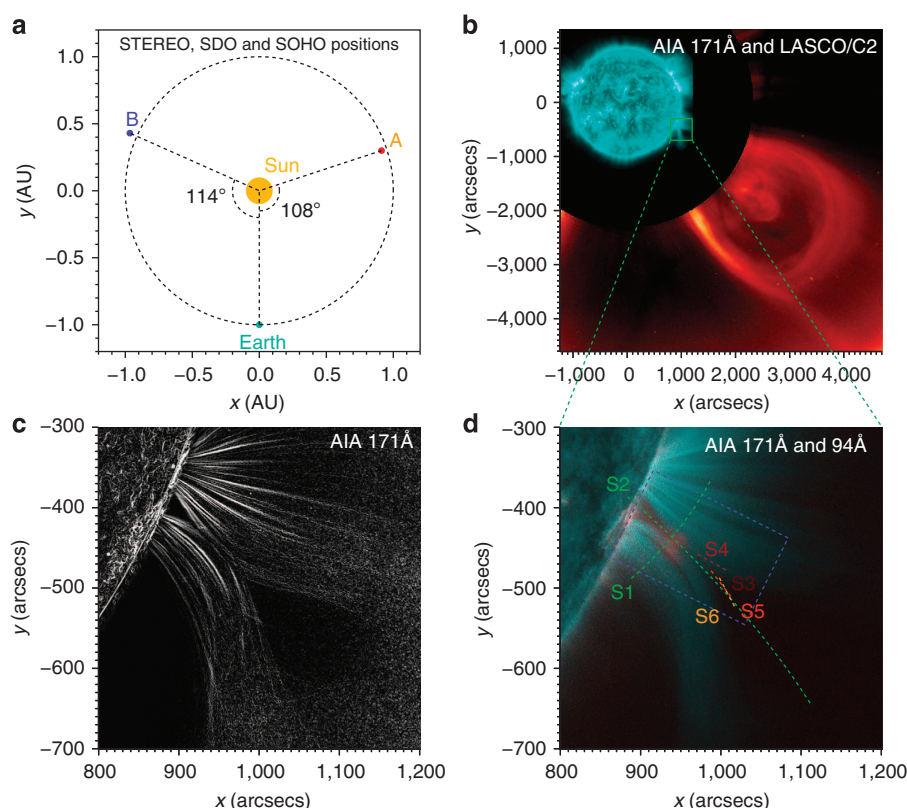 a
STEREO, SDO and SOHO positions
1.0
0.5
0.0
−0.5
−1.0
y (AU)
B
A
Sun
114°
108°
Earth
−1.0
−0.5
0.0
0.5
1.0
x (AU)
b
AIA 171Å and LASCO/C2
1,000
0
−1,000
−2,000
−3,000
−4,000
y (arcsecs)
−1,000
0
1,000
2,000
3,000
4,000
x (arcsecs)
c
AIA 171Å
−300
−400
−500
−600
−700
y (arcsecs)
800
900
1,000
1,100
1,200
x (arcsecs)
d
AIA 171Å and 94Å
−300
−400
−500
−600
−700
y (arcsecs)
S2
S4
S3
S1
S5
S6
800
900
1,000
1,100
1,200
x (arcsecs)